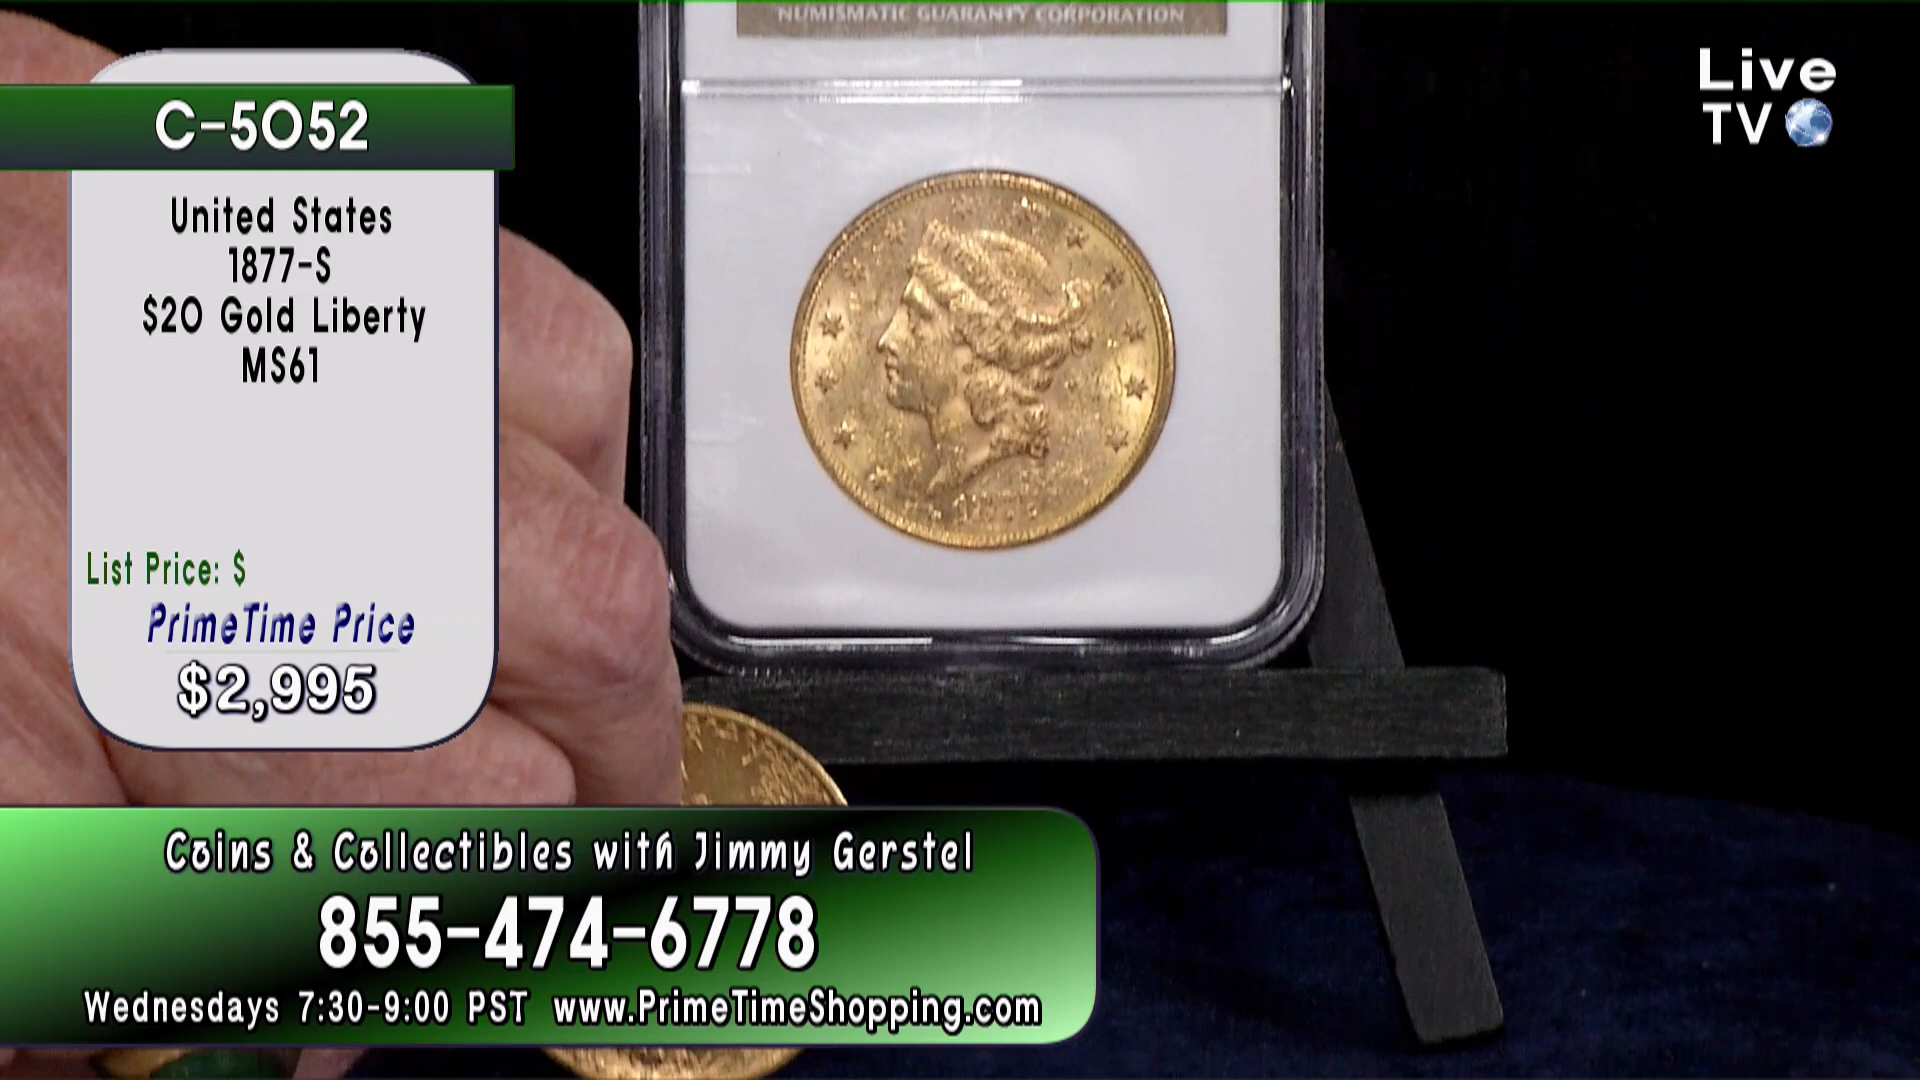 NUMISMATIC GUARANTY CORPORATION
Live
TV
C-5052
United States
1877-S
$20 Gold Liberty
MS61
List Price: $
PrimeTime Price
$2,995
Coins & Collectibles with Jimmy Gerstel
855-474-6778
Wednesdays 7:30-9:00 PST www.PrimeTimeShopping.com